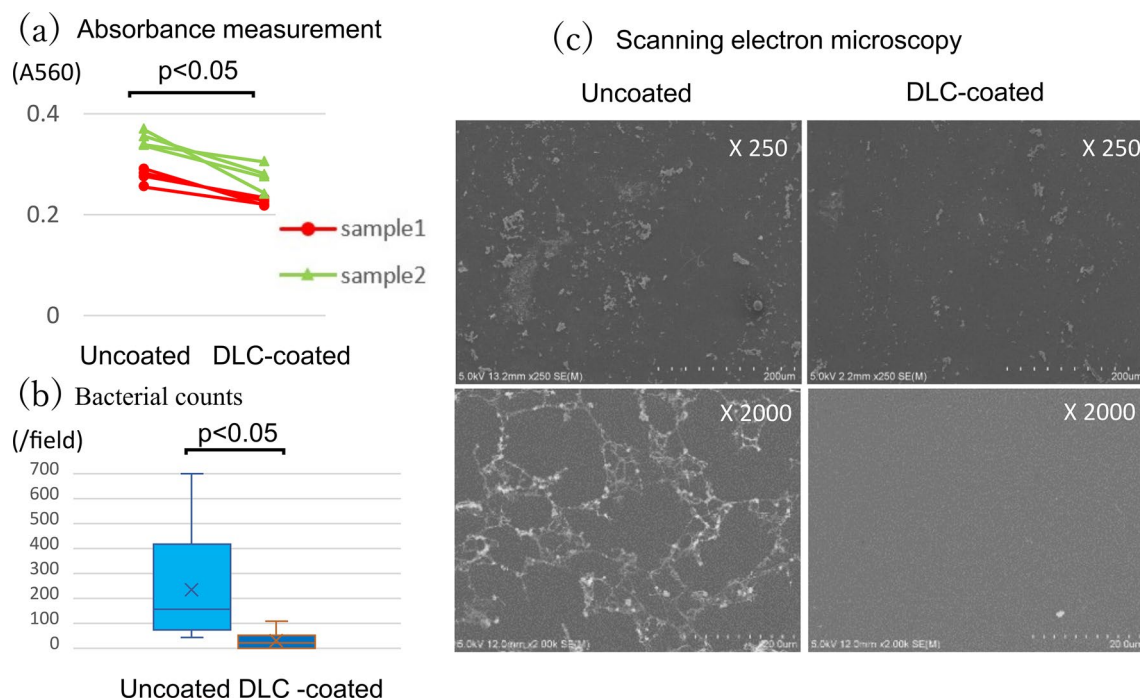 (a) Absorbance measurement
(A560)
p<0.05
0.4
0.2
0
sample1
sample2
Uncoated DLC-coated
(b) Bacterial counts
(/field)
p<0.05
700
600
500
400
300
200
100
0
Uncoated DLC -coated
(c) Scanning electron microscopy
Uncoated DLC-coated
X 250
5.0kV 13.2mm x250 SE(M) 200um
X 250
5.0kV 2.2mm x250 SE(M) 200um
X 2000
5.0kV 12.0mm x2.00k SE(M) 20.0um
X 2000
5.0kV 12.0mm x2.00k SE(M) 20.0um